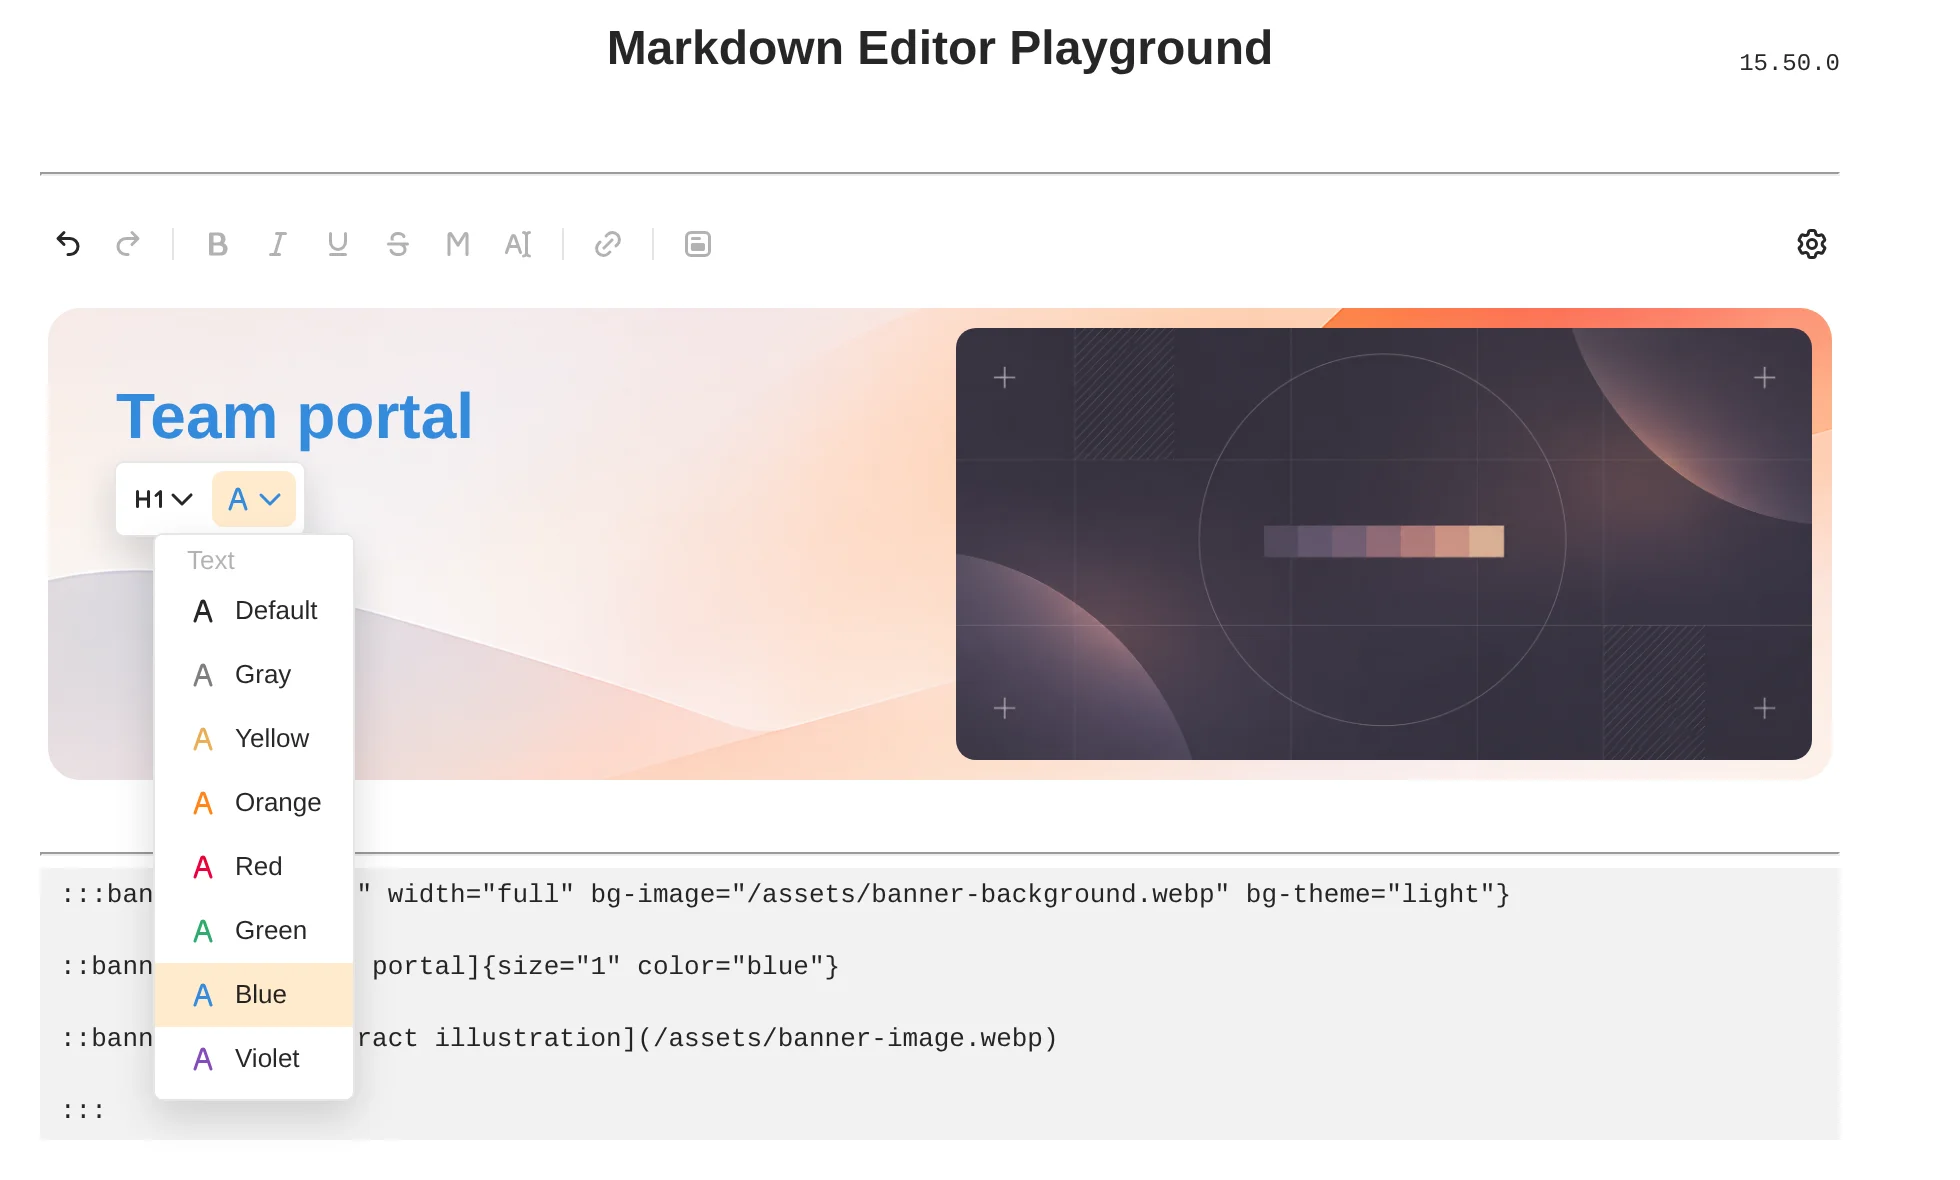 Markdown Editor Playground
15.50.0
Team portal
H1 A
Text
A Default
A Gray
A Yellow
A Orange
A Red
A Green
A Blue
A Violet
:::ban " width="full" bg-image="/assets/banner-background.webp" bg-theme="light"}
::bann portal]{size="1" color="blue"}
::bann ract illustration](/assets/banner-image.webp)
:::